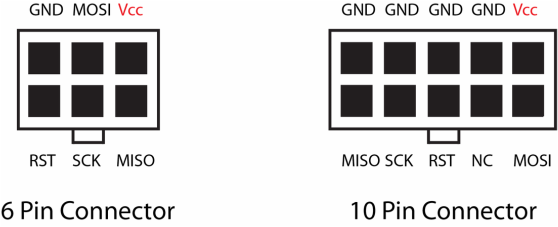 GND MOSI Vcc
RST SCK MISO
6 Pin Connector
GND GND GND GND Vcc
MISO SCK RST NC MOSI
10 Pin Connector